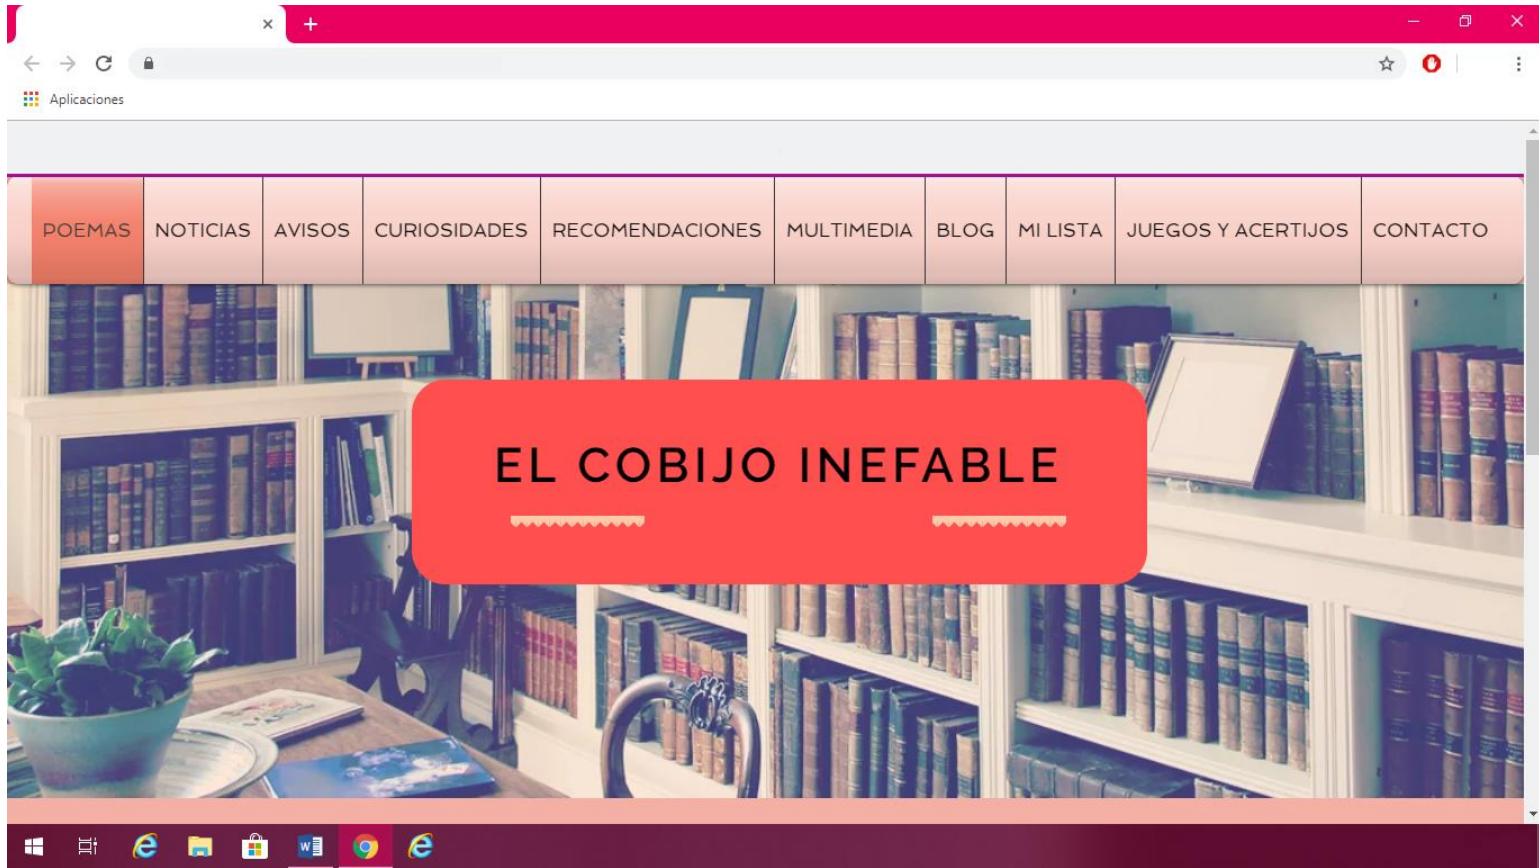 Aplicaciones
POEMAS NOTICIAS AVISOS CURIOSIDADES RECOMENDACIONES MULTIMEDIA BLOG MI LISTA JUEGOS Y ACERTIJOS CONTACTO
EL COBIJO INEFABLE